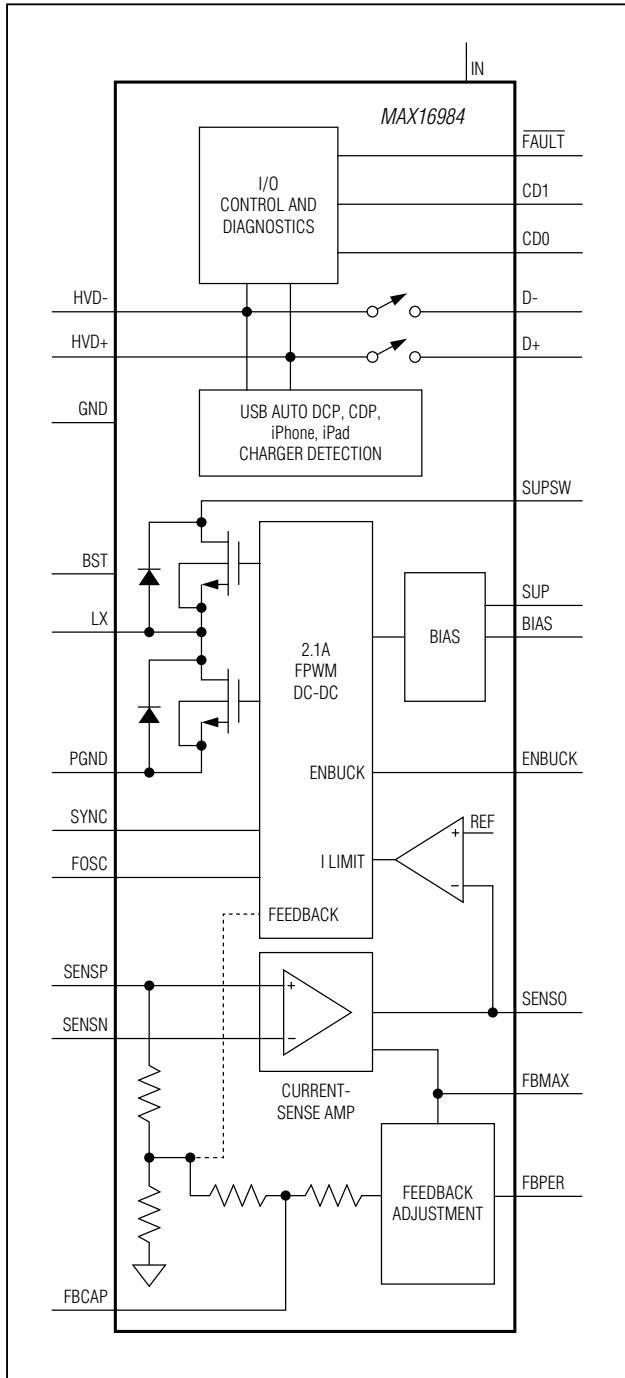 IN
MAX16984
FAULT
I/O
CONTROL AND
DIAGNOSTICS
CD1
CD0
HVD-
D-
HVD+
D+
GND
USB AUTO DCP, CDP,
iPhone, iPad
CHARGER DETECTION
SUPSW
BST
SUP
LX
BIAS
BIAS
2.1A
FPWM
DC-DC
PGND
ENBUCK
ENBUCK
SYNC
REF
+
I LIMIT
FOSC
-
FEEDBACK
SENSP
+
SENSO
SENSN
-
CURRENT-
SENSE AMP
FBMAX
FEEDBACK
ADJUSTMENT
FBPER
FBCAP